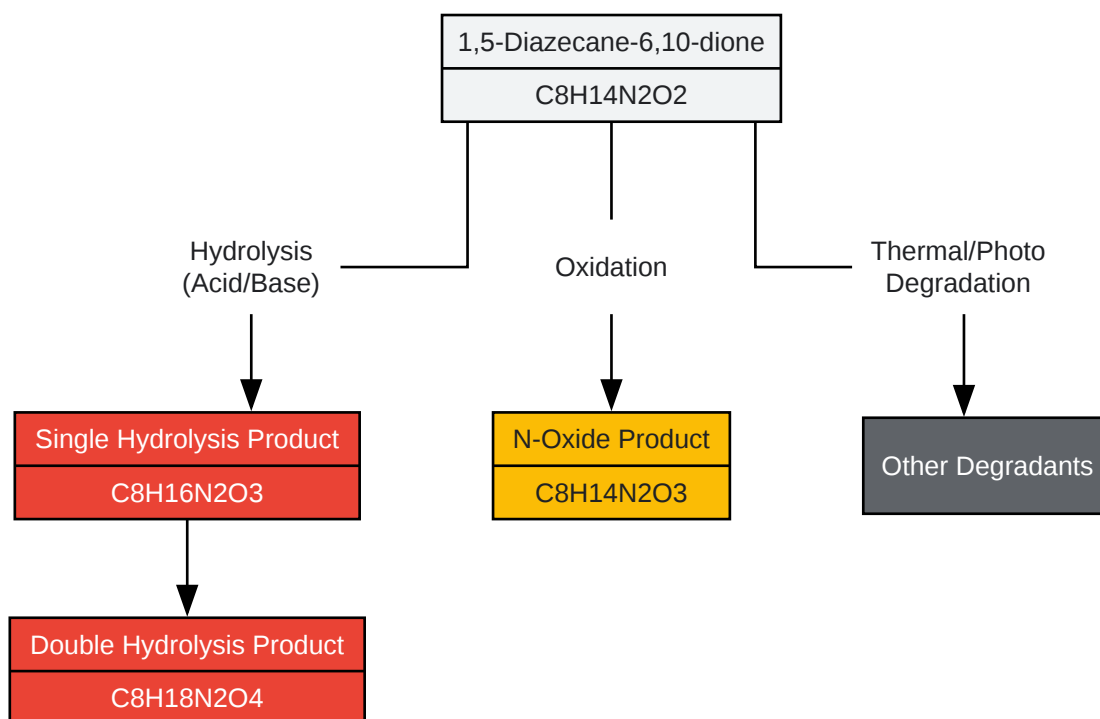 1,5-Diazecane-6,10-dione
C8H14N2O2
Hydrolysis
(Acid/Base)
Oxidation
Thermal/Photo
Degradation
Single Hydrolysis Product
C8H16N2O3
N-Oxide Product
C8H14N2O3
Other Degradants
Double Hydrolysis Product
C8H18N2O4